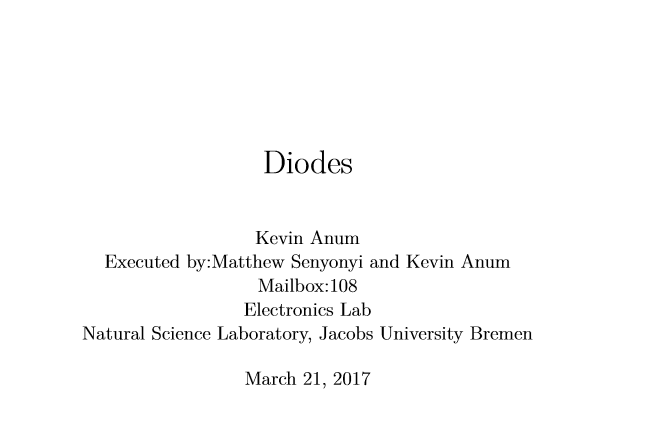 Diodes
Kevin Anum
Executed by:Matthew Senyonyi and Kevin Anum
Mailbox:108
Electronics Lab
Natural Science Laboratory, Jacobs University Bremen
March 21, 2017